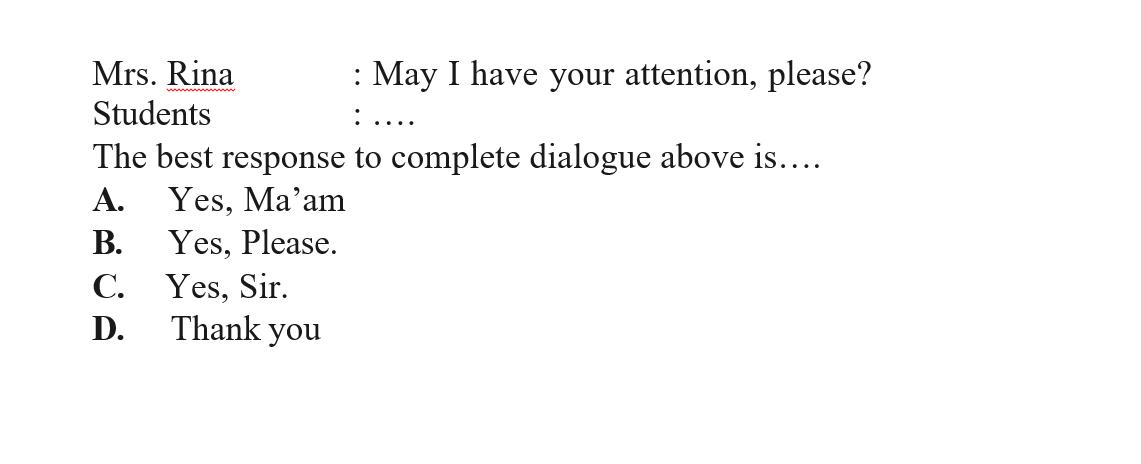 Mrs. Rina : May I have your attention, please?
Students : ....
The best response to complete dialogue above is....
A. Yes, Ma’am
B. Yes, Please.
C. Yes, Sir.
D. Thank you